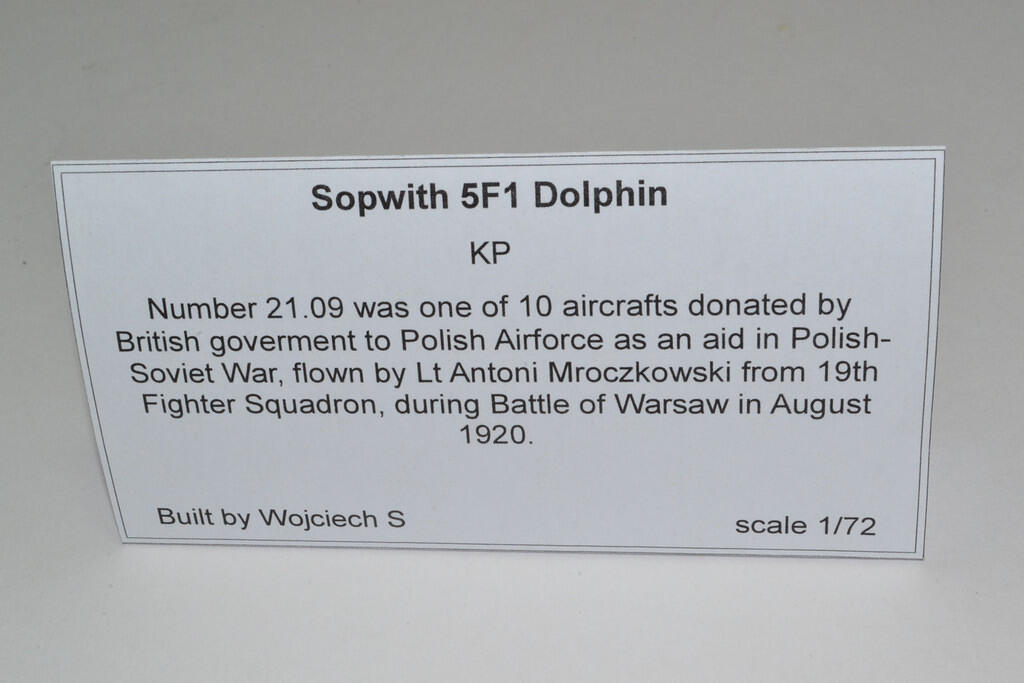 Sopwith 5F1 Dolphin
KP
Number 21.09 was one of 10 aircrafts donated by
British goverment to Polish Airforce as an aid in Polish-
Soviet War, flown by Lt Antoni Mroczkowski from 19th
Fighter Squadron, during Battle of Warsaw in August
1920.
Built by Wojciech S
scale 1/72